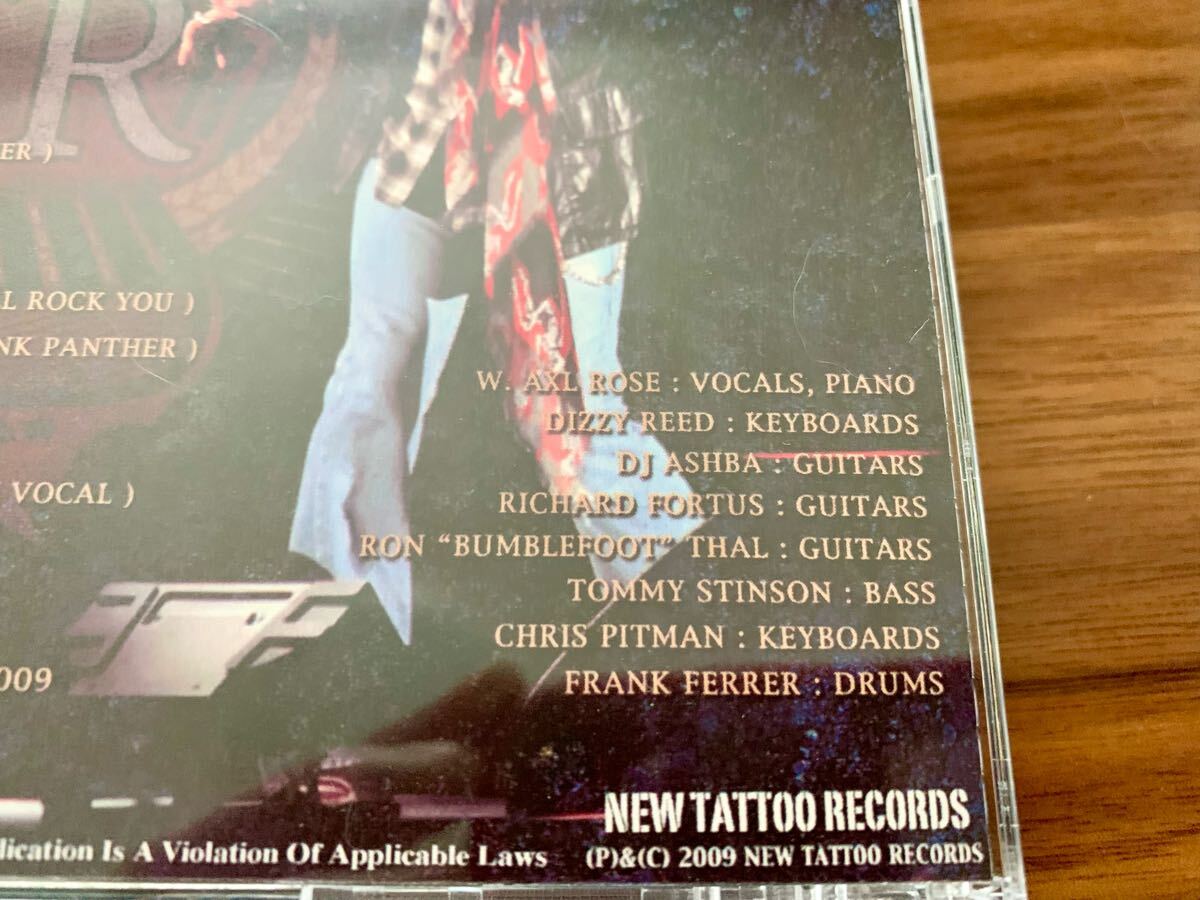 R
ER )
L ROCK YOU )
NK PANTHER )
W. AXL ROSE : VOCALS, PIANO
DIZZY REED : KEYBOARDS
DJ ASHBA : GUITARS
VOCAL )
RICHARD FORTUS : GUITARS
RON “BUMBLEFOOT” THAL : GUITARS
TOMMY STINSON : BASS
CHRIS PITMAN : KEYBOARDS
009
FRANK FERRER : DRUMS
NEW TATTOO RECORDS
lication Is A Violation Of Applicable Laws (P)&(C) 2009 NEW TATTOO RECORDS